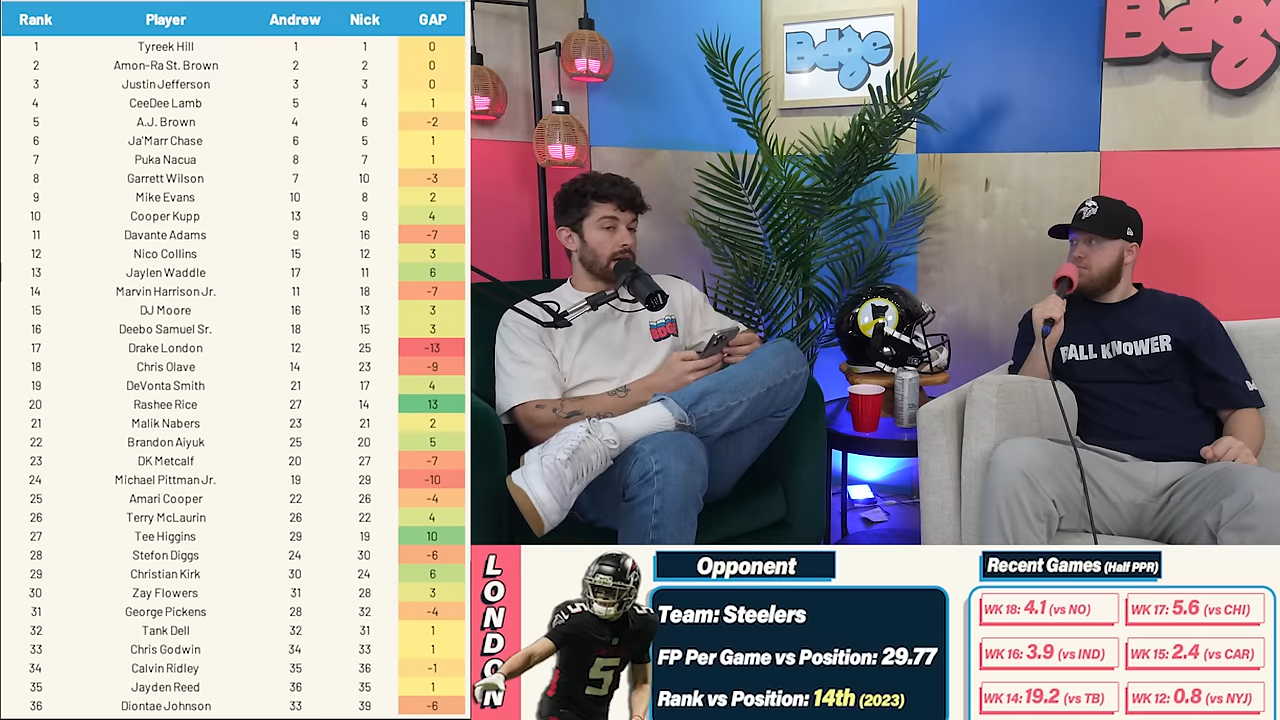 Rank Player Andrew Nick GAP
1 Tyreek Hill 1 1 0
2 Amon-Ra St. Brown 2 2 0
3 Justin Jefferson 3 3 0
4 CeeDee Lamb 5 4 1
5 A.J. Brown 4 6 -2
6 Ja'Marr Chase 6 5 1
7 Puka Nacua 8 7 1
8 Garrett Wilson 7 10 -3
9 Mike Evans 10 8 2
10 Cooper Kupp 13 9 4
11 Davante Adams 9 16 -7
12 Nico Collins 15 12 3
13 Jaylen Waddle 17 11 6
14 Marvin Harrison Jr. 11 18 -7
15 DJ Moore 16 13 3
16 Deebo Samuel Sr. 18 15 3
17 Drake London 12 25 -13
18 Chris Olave 14 23 -9
19 DeVonta Smith 21 17 4
20 Rashee Rice 27 14 13
21 Malik Nabers 23 21 2
22 Brandon Aiyuk 25 20 5
23 DK Metcalf 20 27 -7
24 Michael Pittman Jr. 19 29 -10
25 Amari Cooper 22 26 -4
26 Terry McLaurin 26 22 4
27 Tee Higgins 29 19 10
28 Stefon Diggs 24 30 -6
29 Christian Kirk 30 24 6
30 Zay Flowers 31 28 3
31 George Pickens 28 32 -4
32 Tank Dell 32 31 1
33 Chris Godwin 34 33 1
34 Calvin Ridley 35 36 -1
35 Jayden Reed 36 35 1
36 Diontae Johnson 33 39 -6
Bdge
Bdge
BDGE
BALL KNOWER
LONDON
5
Opponent
Team: Steelers
FP Per Game vs Position: 29.77
Rank vs Position: 14th (2023)
Recent Games (Half PPR)
WK 18: 4.1 (vs NO) WK 17: 5.6 (vs CHI)
WK 16: 3.9 (vs IND) WK 15: 2.4 (vs CAR)
WK 14: 19.2 (vs TB) WK 12: 0.8 (vs NYJ)